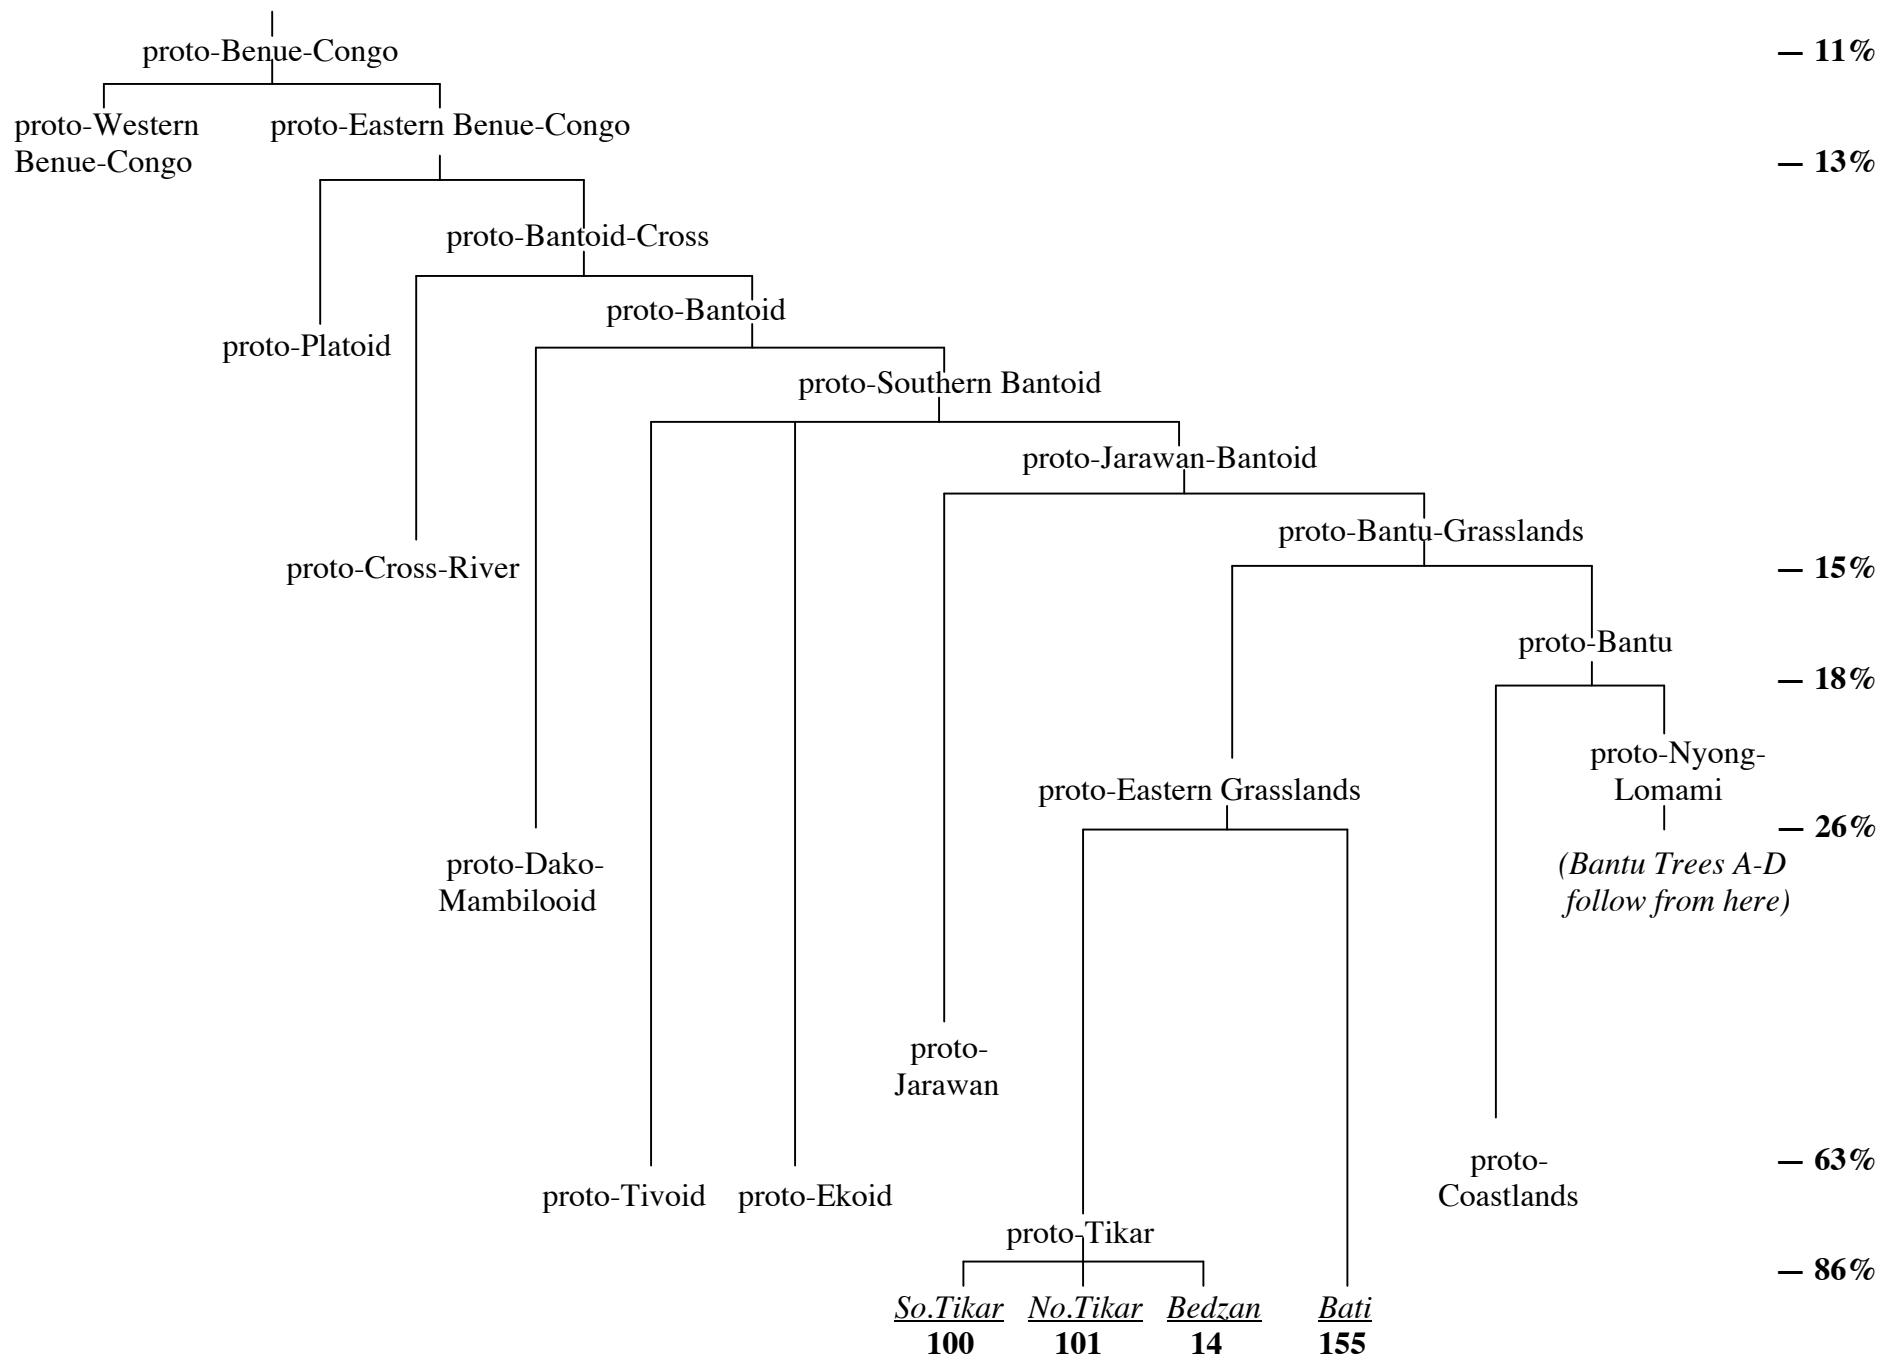 proto-Benue-Congo
— 11%
proto-Western
Benue-Congo
proto-Eastern Benue-Congo
— 13%
proto-Bantoid-Cross
proto-Bantoid
proto-Platoid
proto-Southern Bantoid
proto-Jarawan-Bantoid
proto-Bantu-Grasslands
proto-Cross-River
— 15%
proto-Bantu
— 18%
proto-Nyong-
Lomami
proto-Eastern Grasslands
— 26%
(Bantu Trees A-D
follow from here)
proto-Dako-
Mambilooid
proto-
Jarawan
proto-
Coastlands
— 63%
proto-Tivoid
proto-Ekoid
proto-Tikar
— 86%
So.Tikar No.Tikar Bedzan Bati
100 101 14 155